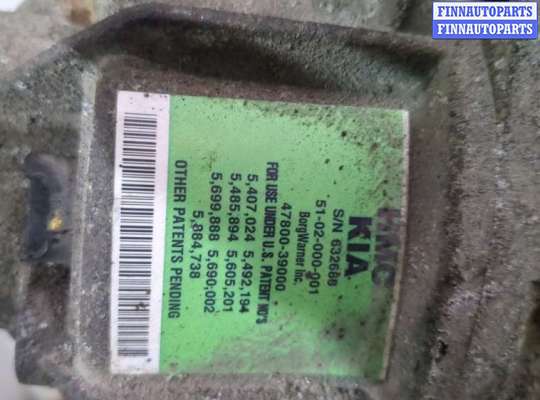 FINNAUTOPARTS
FINNAUTOPARTS
HMC
KIA
S/N 632688
51-02-000-001
BorgWarner Inc.
47800-39000
FOR USE UNDER U.S. PATENT NO'S
5,407,024 5,492,194
5,485,894 5,605,201
5,699,888 5,690,002
5,884,738
OTHER PATENTS PENDING